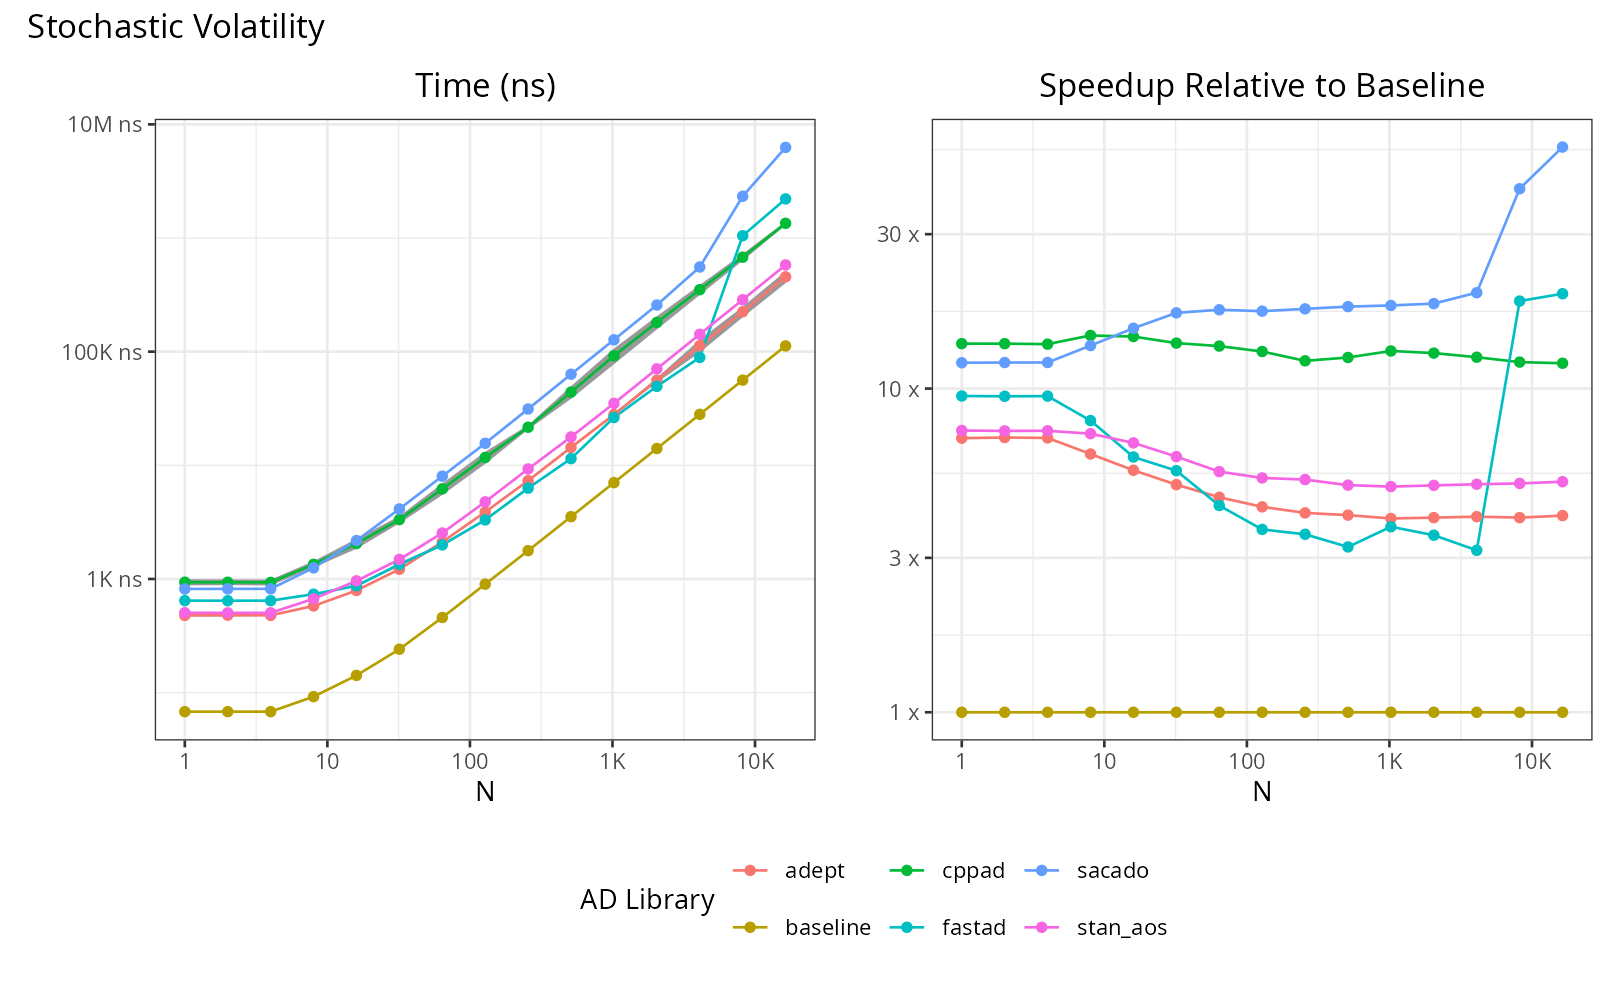 Stochastic Volatility
Time (ns)
10M ns
100K ns
1K ns
1 10 100 1K 10K
N
Speedup Relative to Baseline
30 x
10 x
3 x
1 x
1 10 100 1K 10K
N
AD Library
adept cppad sacado
baseline fastad stan_aos